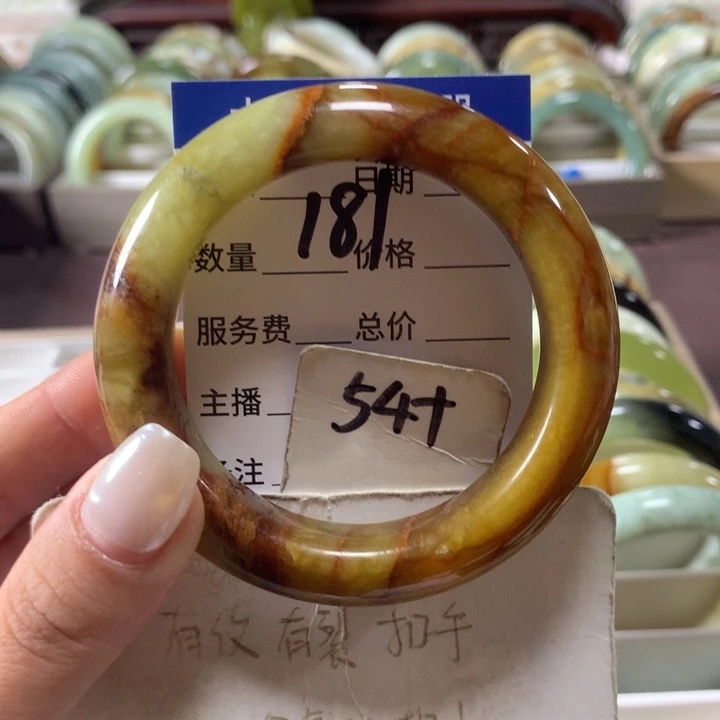 日期
181
数量 价格
服务费 总价
主播
54+
注
有纹 有裂 扣手